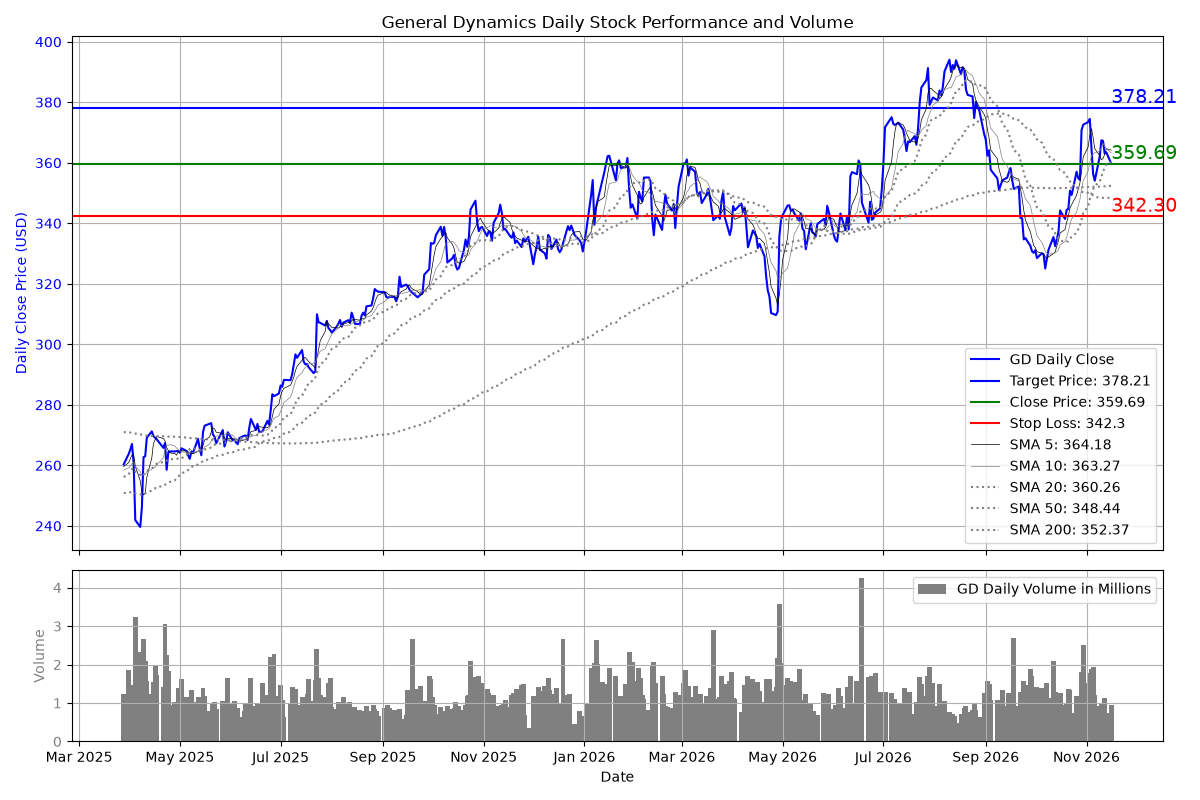 General Dynamics Daily Stock Performance and Volume
Daily Close Price (USD)
400
380
360
340
320
300
280
260
240
378.21
359.69
342.30
GD Daily Close
Target Price: 378.21
Close Price: 359.69
Stop Loss: 342.3
SMA 5: 364.18
SMA 10: 363.27
SMA 20: 360.26
SMA 50: 348.44
SMA 200: 352.37
Volume
4
3
2
1
0
GD Daily Volume in Millions
Mar 2025 May 2025 Jul 2025 Sep 2025 Nov 2025 Jan 2026 Mar 2026 May 2026 Jul 2026 Sep 2026 Nov 2026
Date